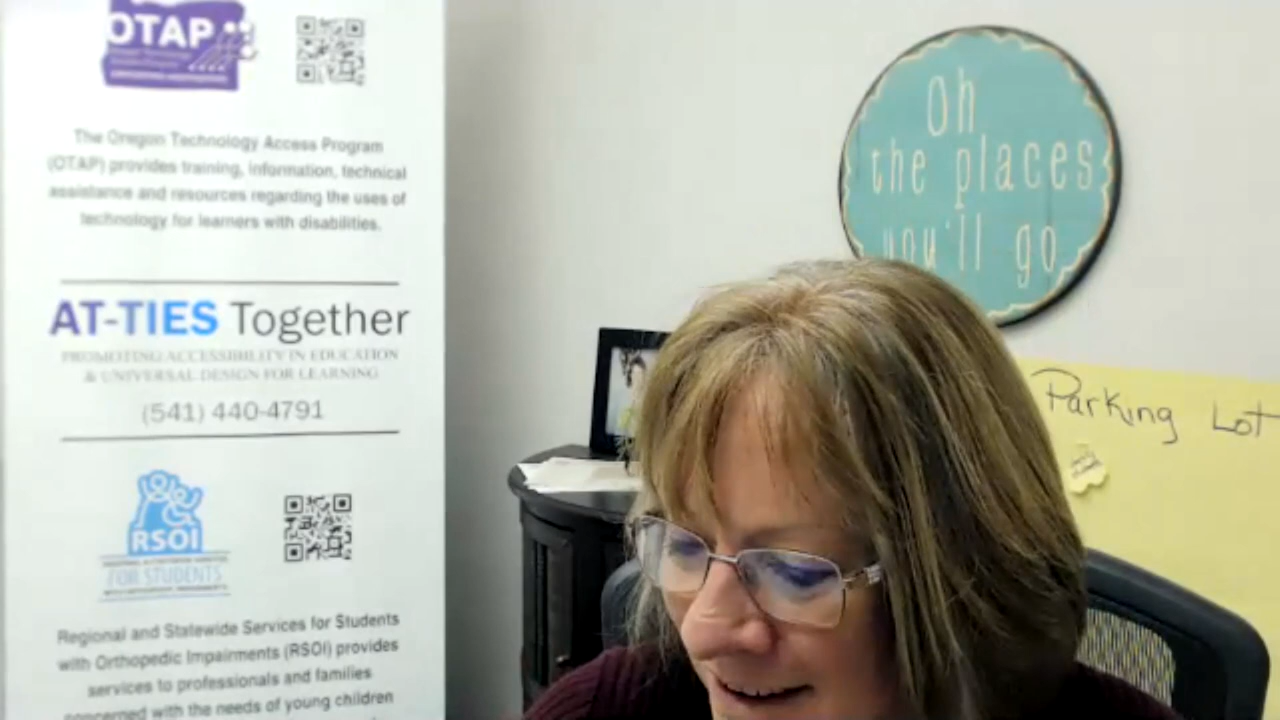 OTAP
The Oregon Technology Access Program
(OTAP) provides training, information, technical
assistance and resources regarding the uses of
technology for learners with disabilities.
AT-TIES Together
PROMOTING ACCESSIBILITY IN EDUCATION
& UNIVERSAL DESIGN FOR LEARNING
(541) 440-4791
RSOI
FOR STUDENTS
Regional and Statewide Services for Students
with Orthopedic Impairments (RSOI) provides
services to professionals and families
concerned with the needs of young children
Oh
the places
you'll go
Parking Lot